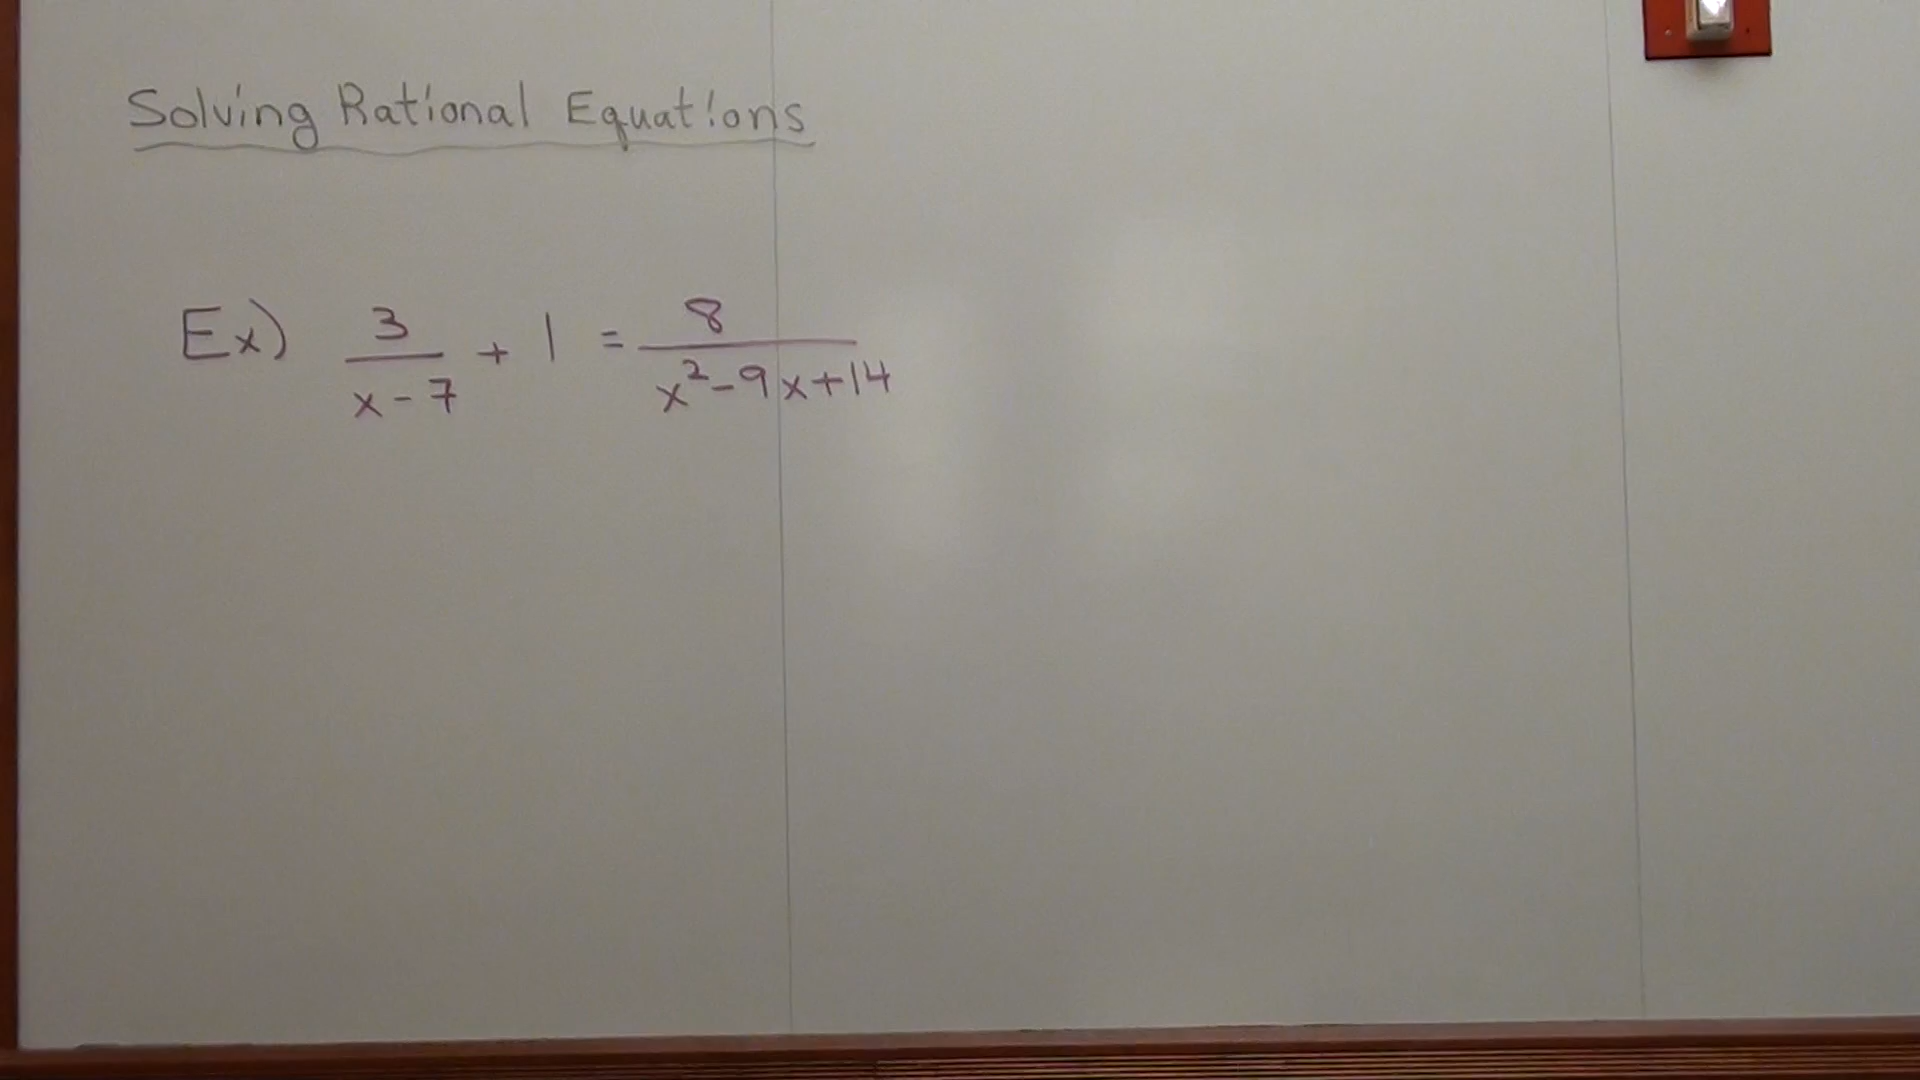 Solving Rational Equations
Ex) 3/(x-7) + 1 = 8/(x²-9x+14)